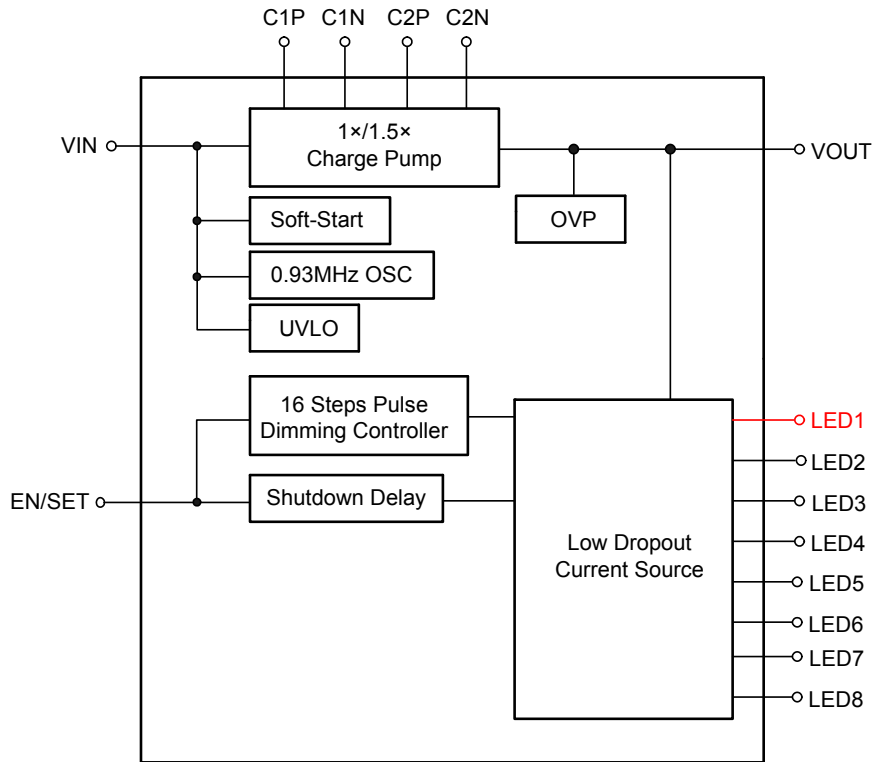 C1P C1N C2P C2N
VIN
1×/1.5×
Charge Pump
VOUT
Soft-Start
OVP
0.93MHz OSC
UVLO
16 Steps Pulse
Dimming Controller
LED1
LED2
EN/SET
Shutdown Delay
LED3
Low Dropout
Current Source
LED4
LED5
LED6
LED7
LED8